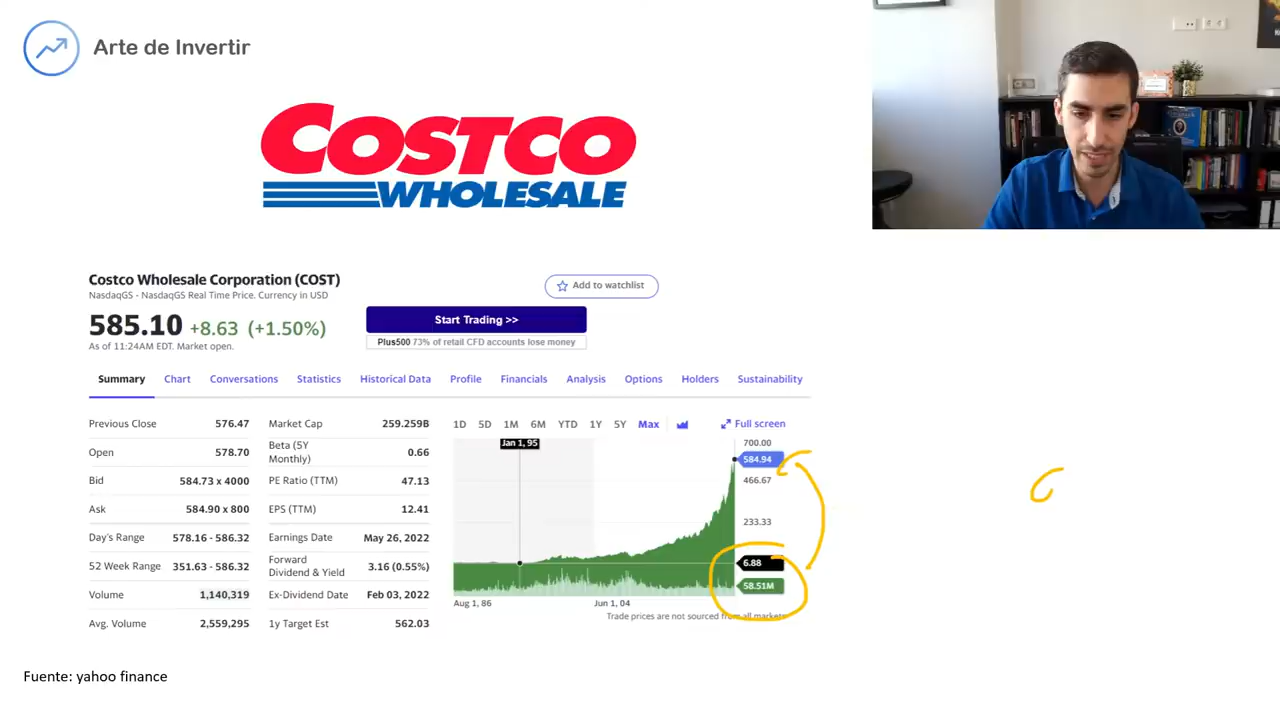 Arte de Invertir
COSTCO
WHOLESALE
Costco Wholesale Corporation (COST)
NasdaqGS - NasdaqGS Real Time Price. Currency in USD
Add to watchlist
585.10 +8.63 (+1.50%)
As of 11:24AM EDT. Market open.
Start Trading >>
Plus500 73% of retail CFD accounts lose money
Summary Chart Conversations Statistics Historical Data Profile Financials Analysis Options Holders Sustainability
Previous Close 576.47
Open 578.70
Bid 584.73 x 4000
Ask 584.90 x 800
Day's Range 578.16 - 586.32
52 Week Range 351.63 - 586.32
Volume 1,140,319
Avg. Volume 2,559,295
Market Cap 259.259B
Beta (5Y
Monthly) 0.66
PE Ratio (TTM) 47.13
EPS (TTM) 12.41
Earnings Date May 26, 2022
Forward
Dividend & Yield 3.16 (0.55%)
Ex-Dividend Date Feb 03, 2022
1y Target Est 562.03
1D 5D 1M 6M YTD 1Y 5Y Max Full screen
Jan 1, 95
700.00
584.94
466.67
233.33
6.88
58.51M
Aug 1, 86 Jun 1, 04
Trade prices are not sourced from all markets
Fuente: yahoo finance